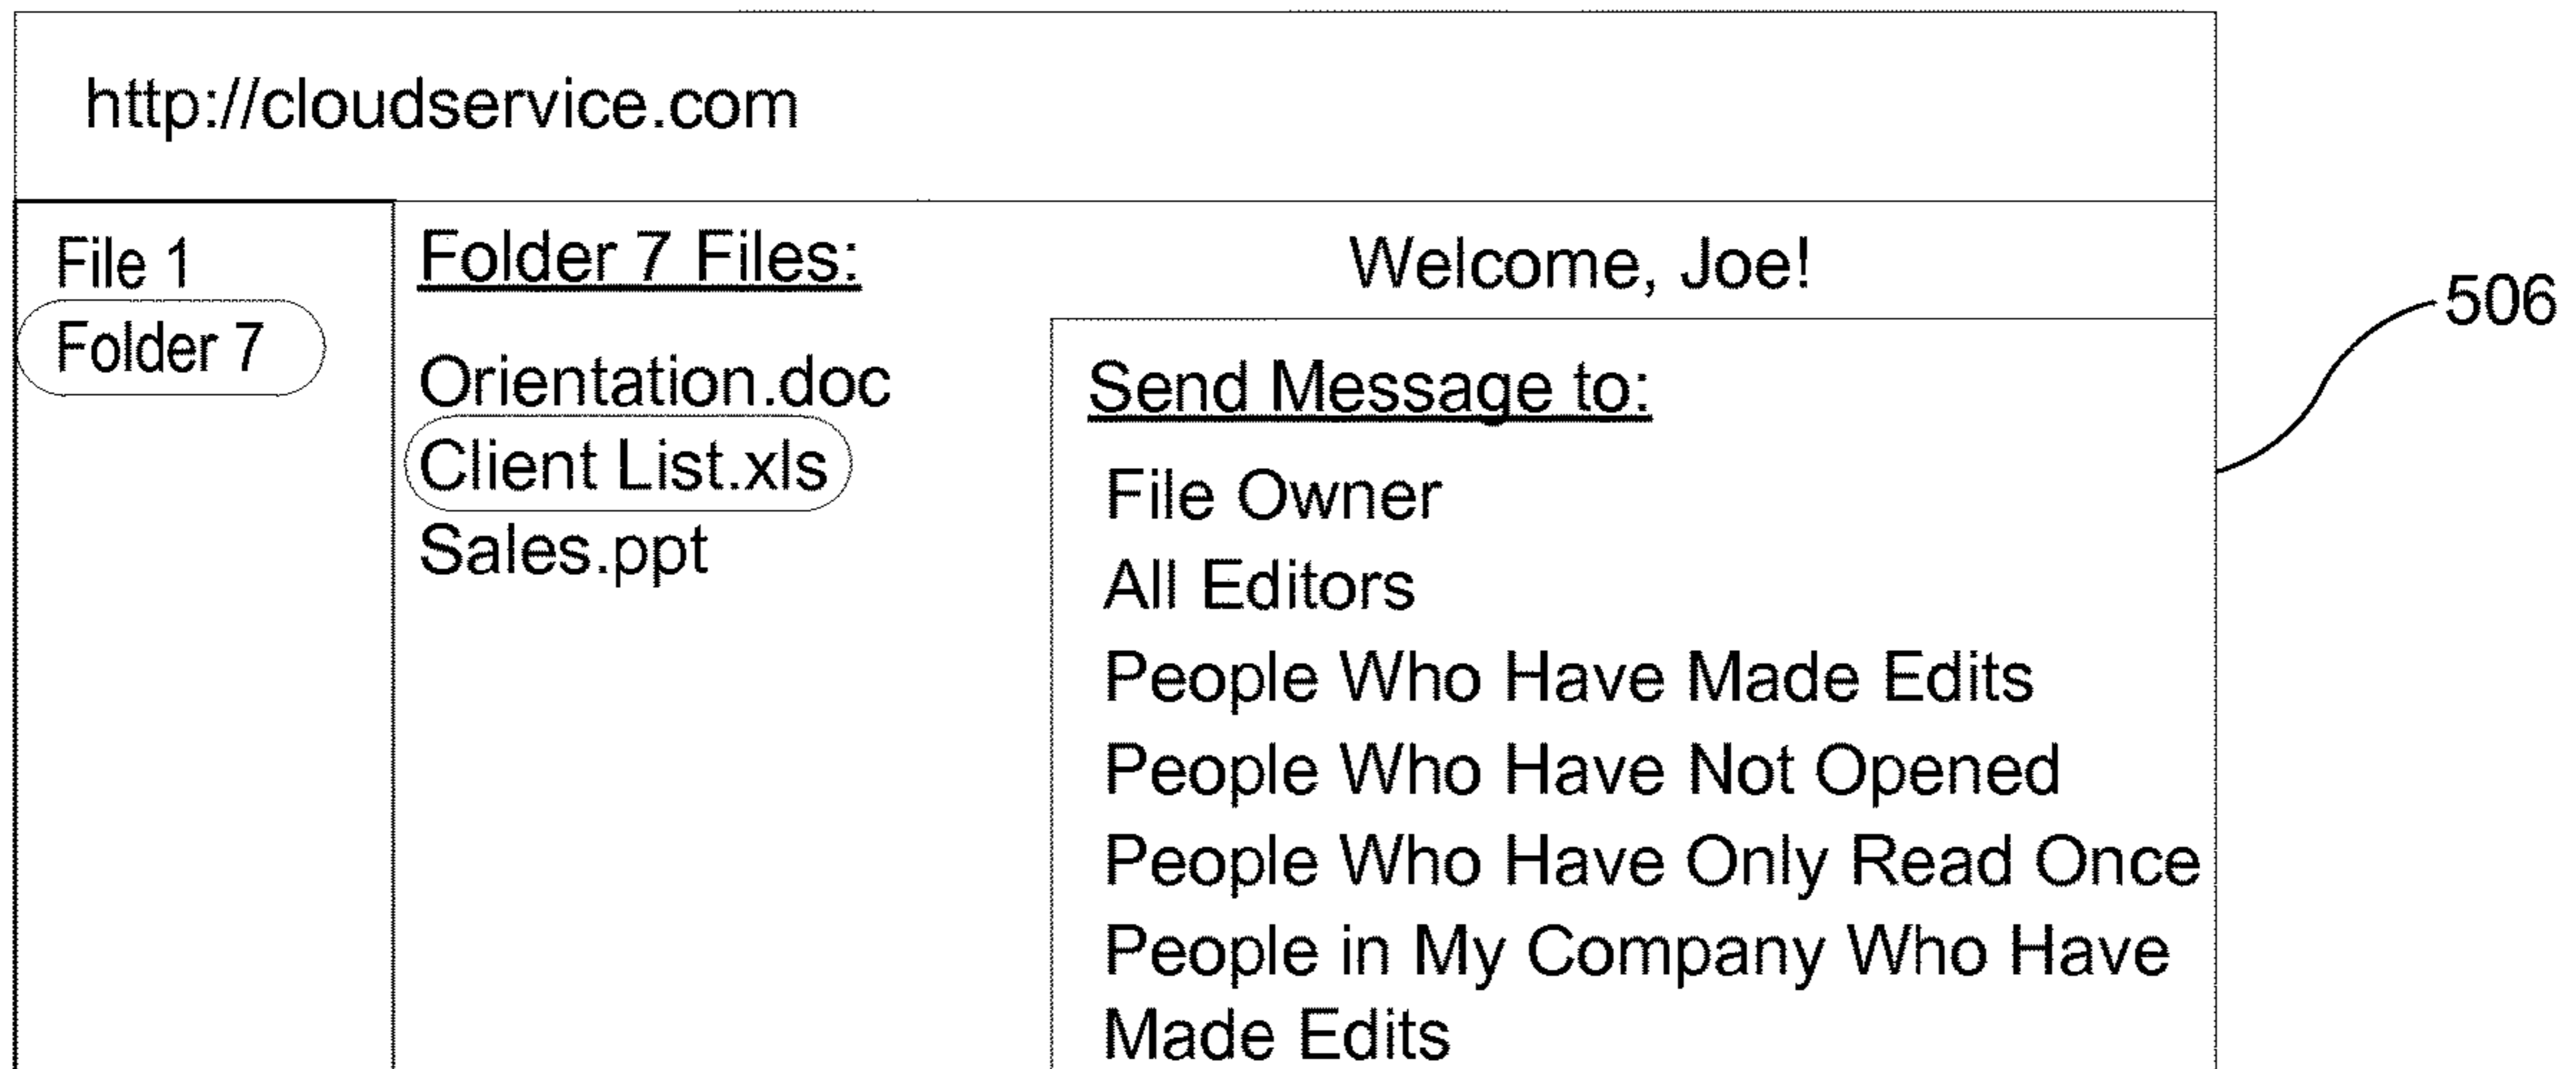 http://cloudservice.com
File 1
Folder 7
Folder 7 Files:
Orientation.doc
Client List.xls
Sales.ppt
Welcome, Joe!
Send Message to:
File Owner
All Editors
People Who Have Made Edits
People Who Have Not Opened
People Who Have Only Read Once
People in My Company Who Have
Made Edits
506